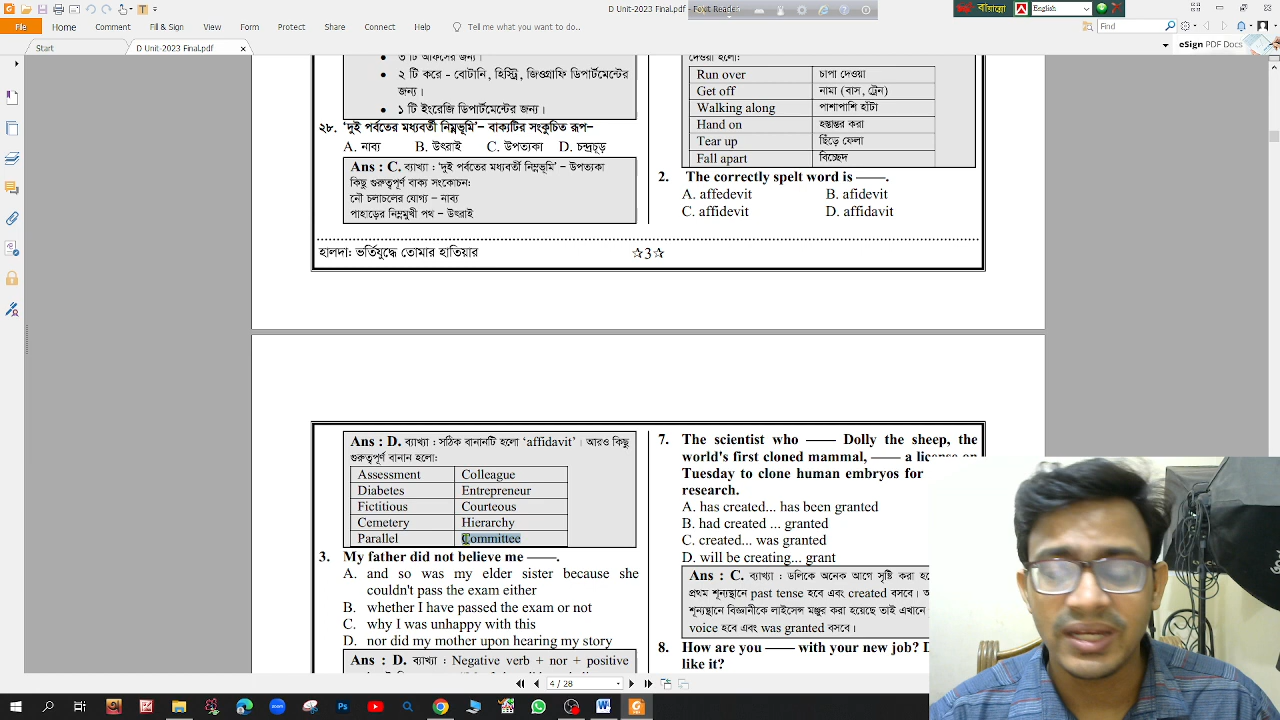 D Unit-2023 Final.pdf - Foxit Reader
বায়ান্নো
English
File
Home
Comment
Fill & Sign
View
Form
Protect
Share
Connect
Help
Tell me what you want to do..
Find
Start
D Unit-2023 Final.pdf
eSign PDF Docs
● ২ টি করে – বোটানি, হিস্ট্রি, জিওগ্রাফি ডিপার্টমেন্টের
জন্য।
● ১ টি ইংরেজি ডিপার্টমেন্টের জন্য।
২৮. ‘দুই পর্বতের মধ্যবর্তী নিম্নভূমি’– বাক্যটির সংকুচিত রূপ–
A. নাব্য B. উৎরাই C. উপত্যকা D. চন্দ্রচূড়
Ans : C. ব্যাখ্যা : ‘দুই পর্বতের মধ্যবর্তী নিম্নভূমি’ – উপত্যকা
কিছু গুরুত্বপূর্ণ বাক্য সংকোচন:
নৌ চলাচলের যোগ্য – নাব্য
পাহাড়ের নিম্নমুখী পথ – উৎরাই
দেওয়া হলো:
Run over চাপা দেওয়া
Get off নামা (বাস, ট্রেন)
Walking along পাশাপাশি হাঁটা
Hand on হস্তান্তর করা
Tear up ছিঁড়ে ফেলা
Fall apart বিচ্ছেদ
2. The correctly spelt word is ——.
A. affedevit B. afidevit
C. affidevit D. affidavit
হালদা: ভর্তিযুদ্ধে তোমার হাতিয়ার ☆3☆
Ans : D. ব্যাখ্যা : সঠিক বানানটি হলো ‘affidavit’। আরও কিছু
গুরুত্বপূর্ণ বানান হলো:
Assessment Colleague
Diabetes Entrepreneur
Fictitious Courteous
Cemetery Hierarchy
Parallel Committee
3. My father did not believe me ——.
A. and so was my elder sister because she
couldn't pass the exam either
B. whether I have passed the exam or not
C. why I was unhappy with this
D. nor did my mother upon hearing my story
Ans : D. ব্যাখ্যা : Negative verb + nor + positive
7. The scientist who —— Dolly the sheep, the
world's first cloned mammal, —— a license on
Tuesday to clone human embryos for
research.
A. has created... has been granted
B. had created ... granted
C. created... was granted
D. will be creating... grant
Ans : C. ব্যাখ্যা : ডলিকে অনেক আগে সৃষ্টি করা
প্রথম শূন্যস্থানে past tense হবে এবং created বসবে।
শূন্যস্থানে বিজ্ঞানীকে লাইসেন্স মঞ্জুর করা হয়েছে তাই এখানে
voice হবে এবং was granted বসবে।
8. How are you —— with your new job?
like it?
4 / 28